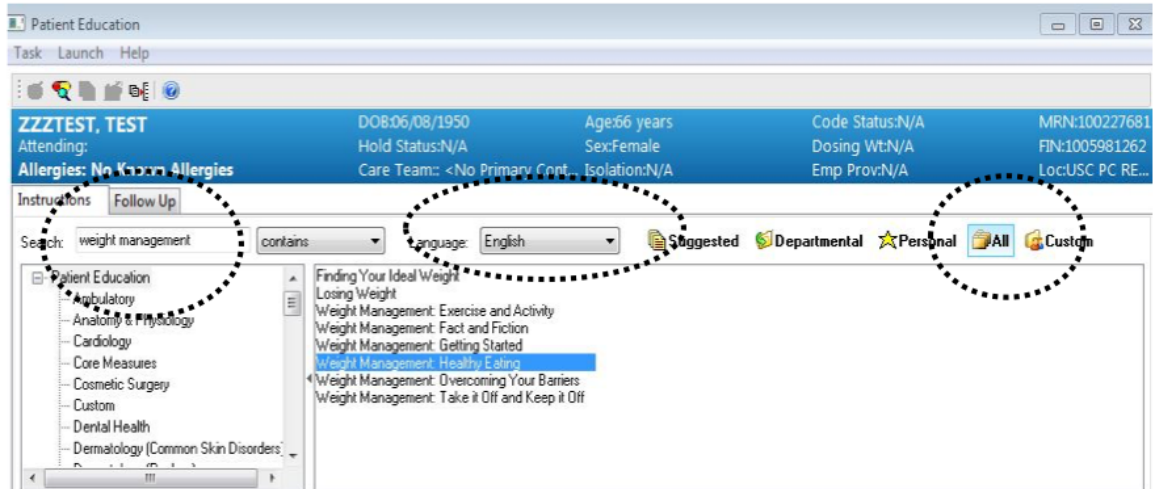 Patient Education
Task Launch Help
ZZZTEST, TEST DOB:06/08/1950 Age:66 years Code Status:N/A MRN:100227681
Attending: Hold Status:N/A Sex:Female Dosing Wt:N/A FIN:1005981262
Allergies: No Known Allergies Care Team:: <No Primary Cont... Isolation:N/A Emp Prov:N/A Loc:USC PC RE...
Instructions Follow Up
Search: weight management contains Language: English Suggested Departmental Personal All Custom
Patient Education
Ambulatory
Anatomy & Physiology
Cardiology
Core Measures
Cosmetic Surgery
Custom
Dental Health
Dermatology (Common Skin Disorders)
Finding Your Ideal Weight
Losing Weight
Weight Management: Exercise and Activity
Weight Management: Fact and Fiction
Weight Management: Getting Started
Weight Management: Healthy Eating
Weight Management: Overcoming Your Barriers
Weight Management: Take it Off and Keep it Off